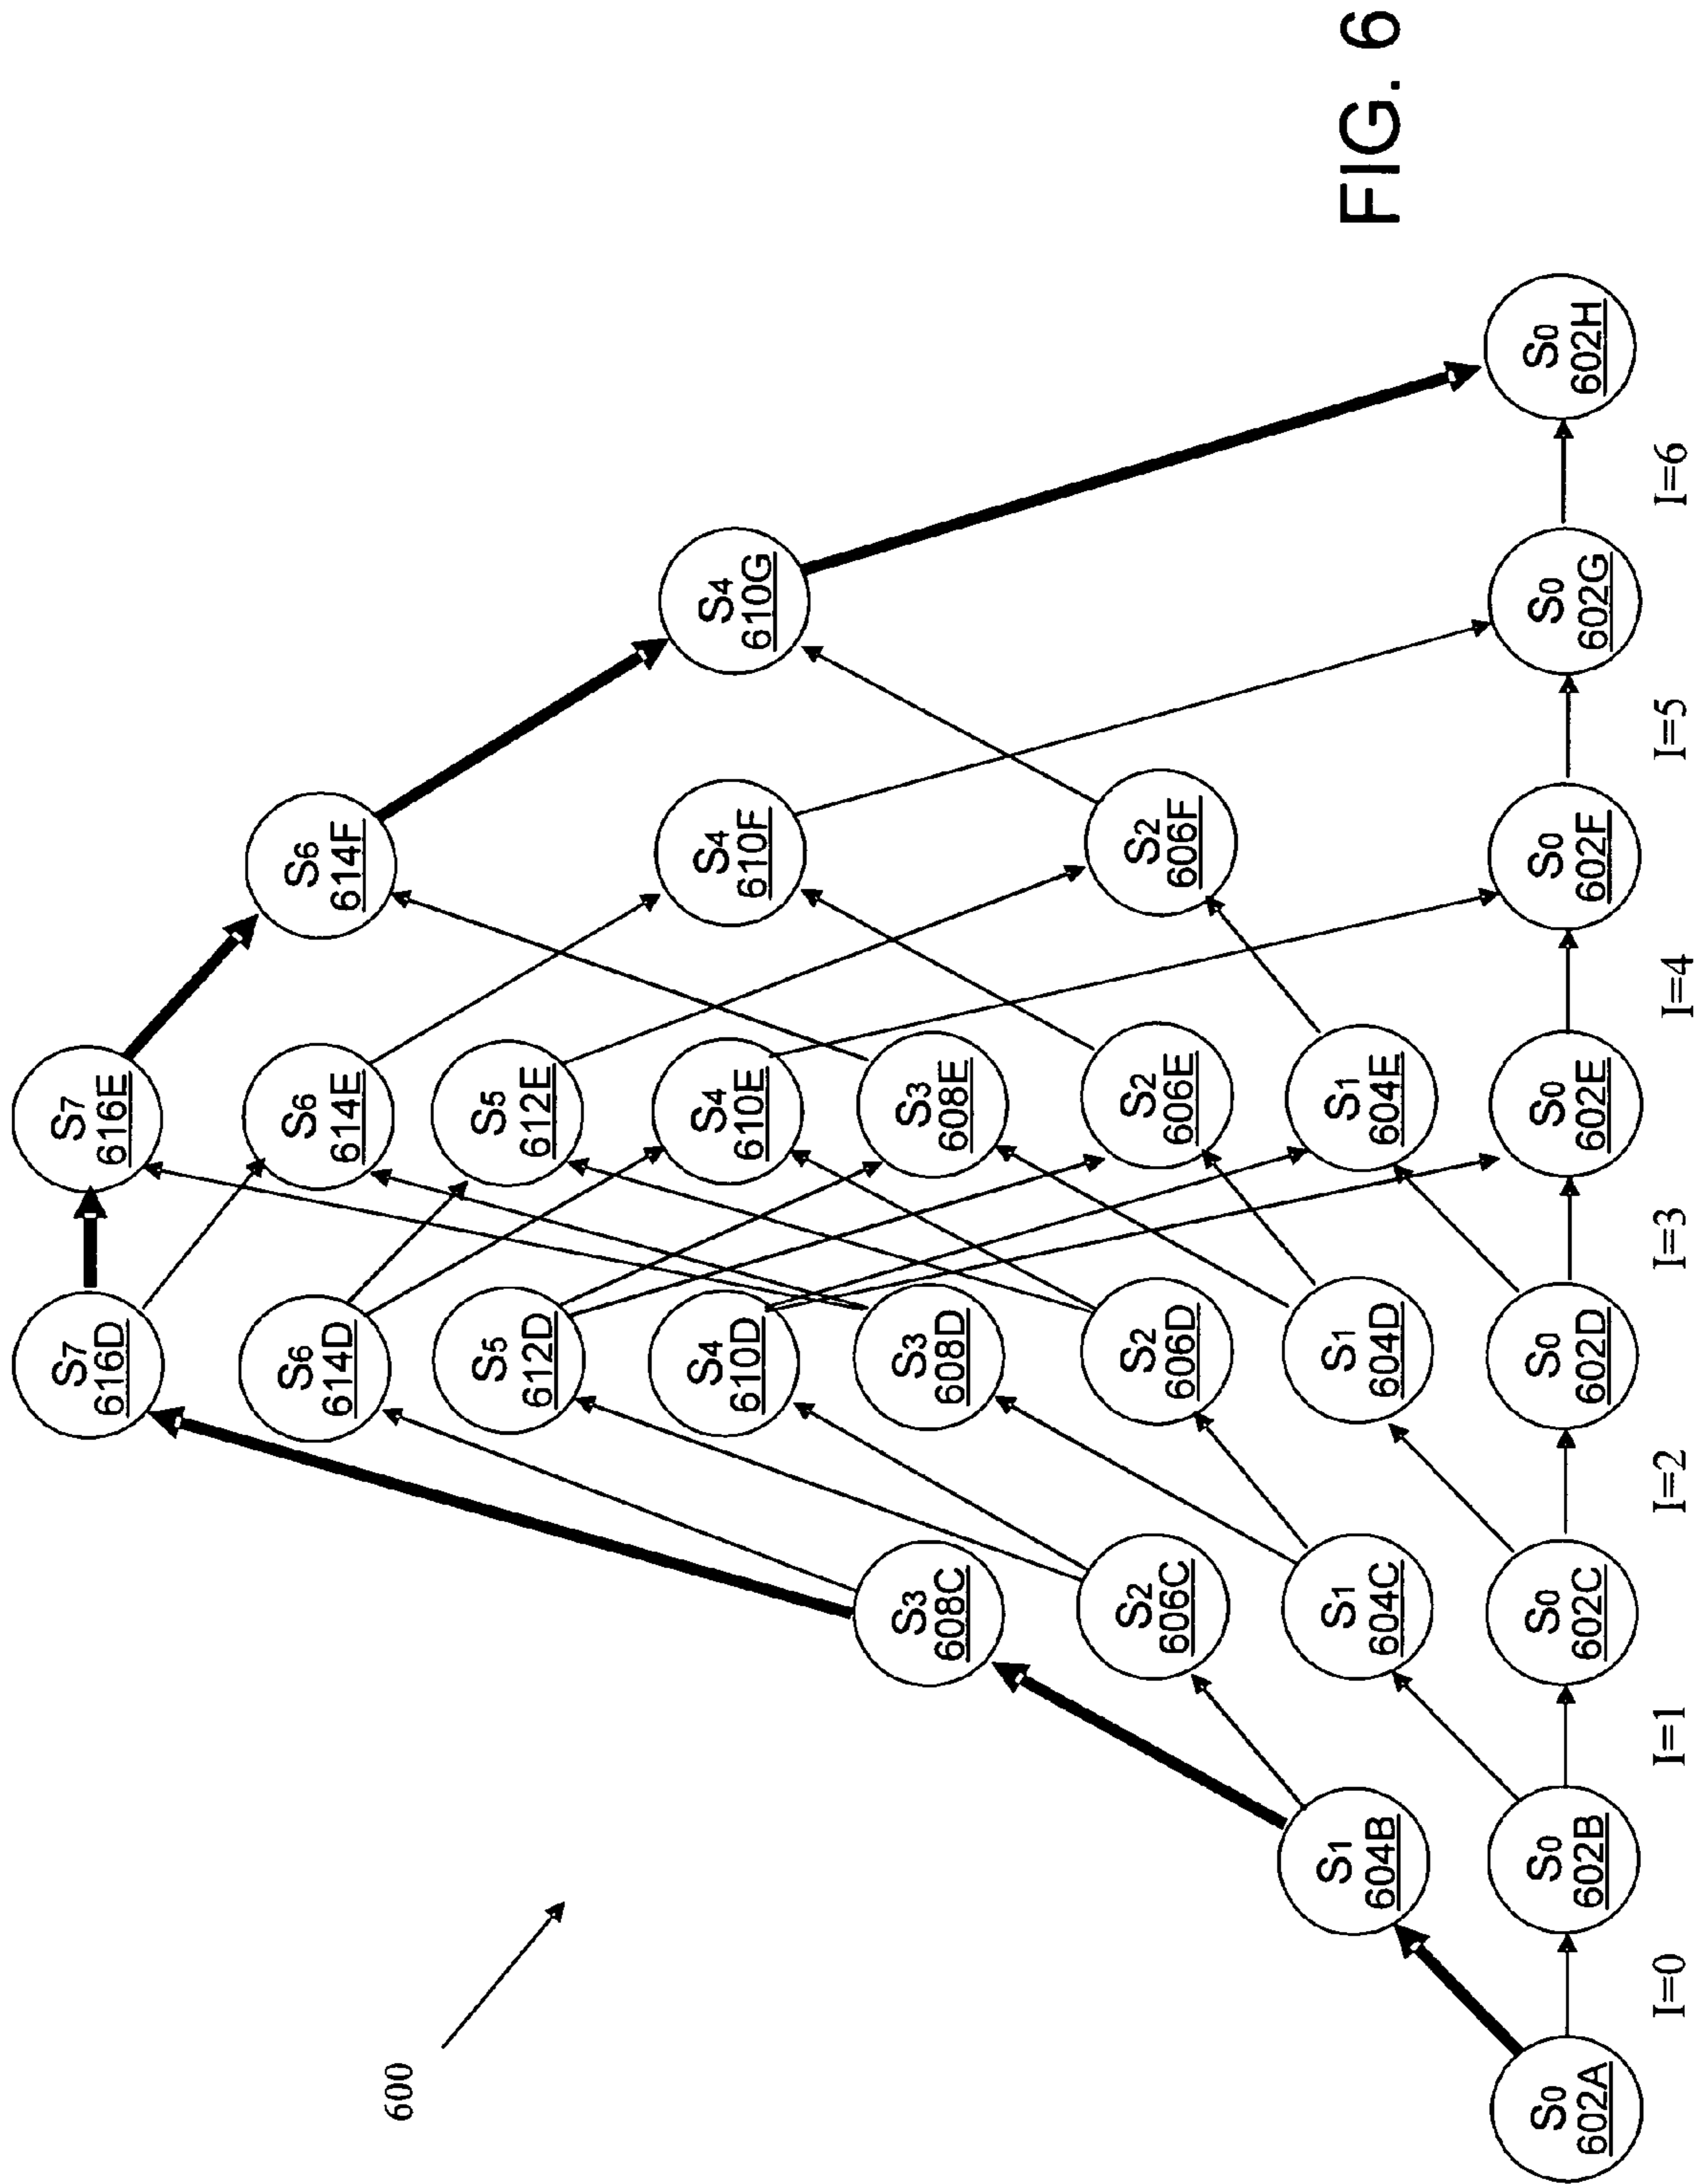 600
S0
602A
I=0
S1
604B
S0
602B
I=1
S3
608C
S2
606C
S1
604C
S0
602C
I=2
S7
616D
S6
614D
S5
612D
S4
610D
S3
608D
S2
606D
S1
604D
S0
602D
I=3
S7
616E
S6
614E
S5
612E
S4
610E
S3
608E
S2
606E
S1
604E
S0
602E
I=4
S6
614F
S4
610F
S2
606F
S0
602F
I=5
S4
610G
S0
602G
I=6
S0
602H
FIG. 6